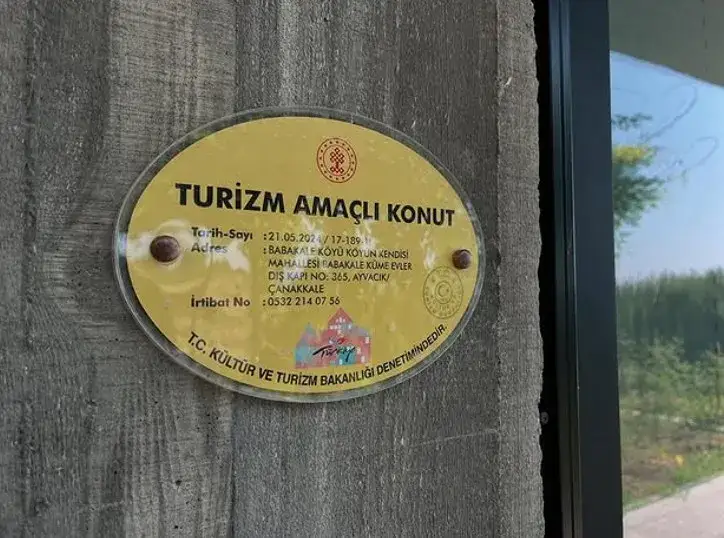 TURİZM AMAÇLI KONUT
Tarih-Sayı : 21.05.2024 / 17-189-
Adres : BABAKALE KÖYÜ KÖYÜN KENDİSİ
MAHALLESİ BABAKALE KÜME EVLER
DIŞ KAPI NO: 365, AYVACIK/
ÇANAKKALE
İrtibat No : 0532 214 07 56
Türkiye
T.C. KÜLTÜR VE TURİZM BAKANLIĞI DENETİMİNDEDİR.